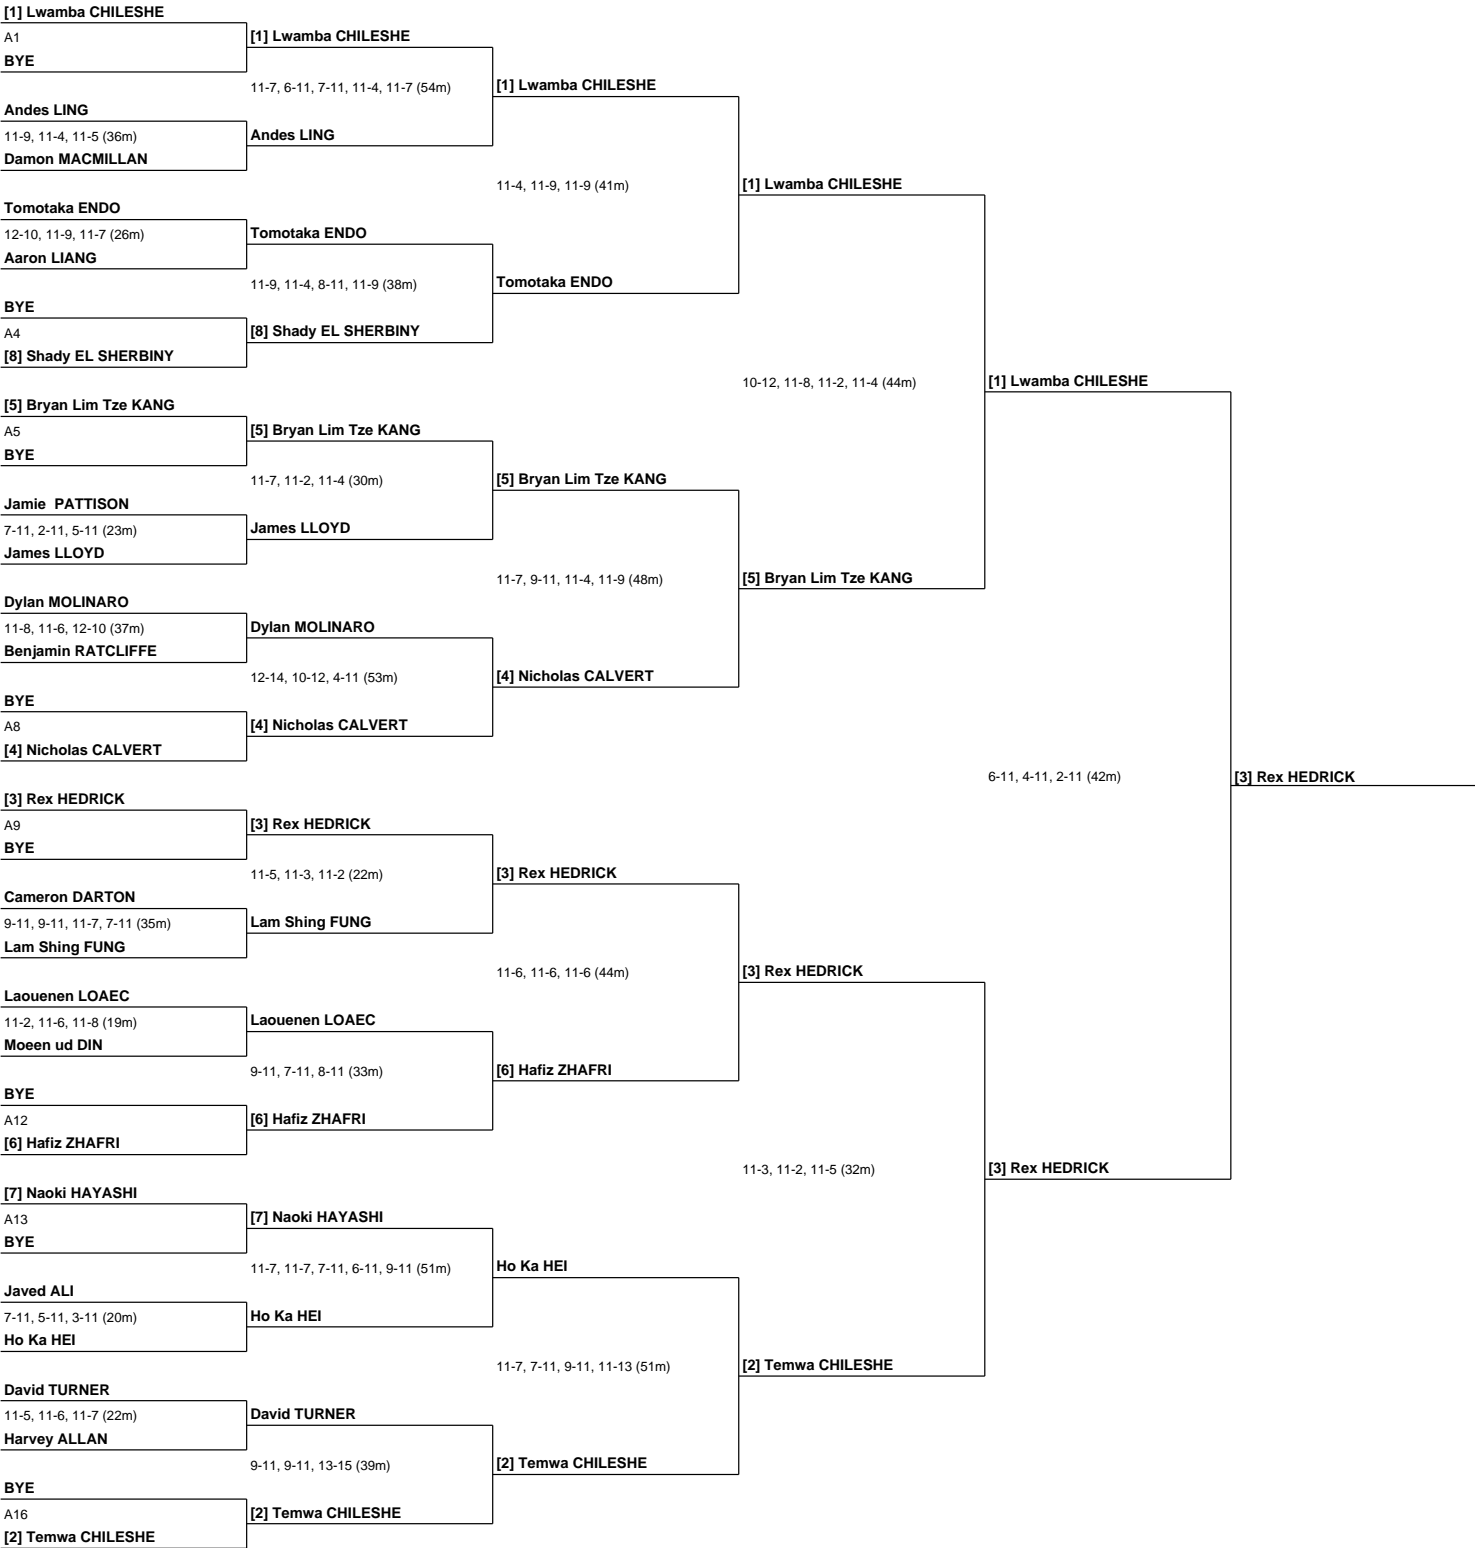 [1] Lwamba CHILESHE
A1
BYE
Andes LING
11-9, 11-4, 11-5 (36m)
Damon MACMILLAN
Tomotaka ENDO
12-10, 11-9, 11-7 (26m)
Aaron LIANG
BYE
A4
[8] Shady EL SHERBINY
[5] Bryan Lim Tze KANG
A5
BYE
Jamie  PATTISON
7-11, 2-11, 5-11 (23m)
James LLOYD
Dylan MOLINARO
11-8, 11-6, 12-10 (37m)
Benjamin RATCLIFFE
BYE
A8
[4] Nicholas CALVERT
[3] Rex HEDRICK
A9
BYE
Cameron DARTON
9-11, 9-11, 11-7, 7-11 (35m)
Lam Shing FUNG
Laouenen LOAEC
11-2, 11-6, 11-8 (19m)
Moeen ud DIN
BYE
A12
[6] Hafiz ZHAFRI
[7] Naoki HAYASHI
A13
BYE
Javed ALI
7-11, 5-11, 3-11 (20m)
Ho Ka HEI
David TURNER
11-5, 11-6, 11-7 (22m)
Harvey ALLAN
BYE
A16
[2] Temwa CHILESHE
[1] Lwamba CHILESHE
11-7, 6-11, 7-11, 11-4, 11-7 (54m)
Andes LING
Tomotaka ENDO
11-9, 11-4, 8-11, 11-9 (38m)
[8] Shady EL SHERBINY
[5] Bryan Lim Tze KANG
11-7, 11-2, 11-4 (30m)
James LLOYD
Dylan MOLINARO
12-14, 10-12, 4-11 (53m)
[4] Nicholas CALVERT
[3] Rex HEDRICK
11-5, 11-3, 11-2 (22m)
Lam Shing FUNG
Laouenen LOAEC
9-11, 7-11, 8-11 (33m)
[6] Hafiz ZHAFRI
[7] Naoki HAYASHI
11-7, 11-7, 7-11, 6-11, 9-11 (51m)
Ho Ka HEI
David TURNER
9-11, 9-11, 13-15 (39m)
[2] Temwa CHILESHE
[1] Lwamba CHILESHE
11-4, 11-9, 11-9 (41m)
Tomotaka ENDO
[5] Bryan Lim Tze KANG
11-7, 9-11, 11-4, 11-9 (48m)
[4] Nicholas CALVERT
[3] Rex HEDRICK
11-6, 11-6, 11-6 (44m)
[6] Hafiz ZHAFRI
Ho Ka HEI
11-7, 7-11, 9-11, 11-13 (51m)
[2] Temwa CHILESHE
[1] Lwamba CHILESHE
10-12, 11-8, 11-2, 11-4 (44m)
[5] Bryan Lim Tze KANG
[3] Rex HEDRICK
11-3, 11-2, 11-5 (32m)
[2] Temwa CHILESHE
[1] Lwamba CHILESHE
6-11, 4-11, 2-11 (42m)
[3] Rex HEDRICK
[3] Rex HEDRICK